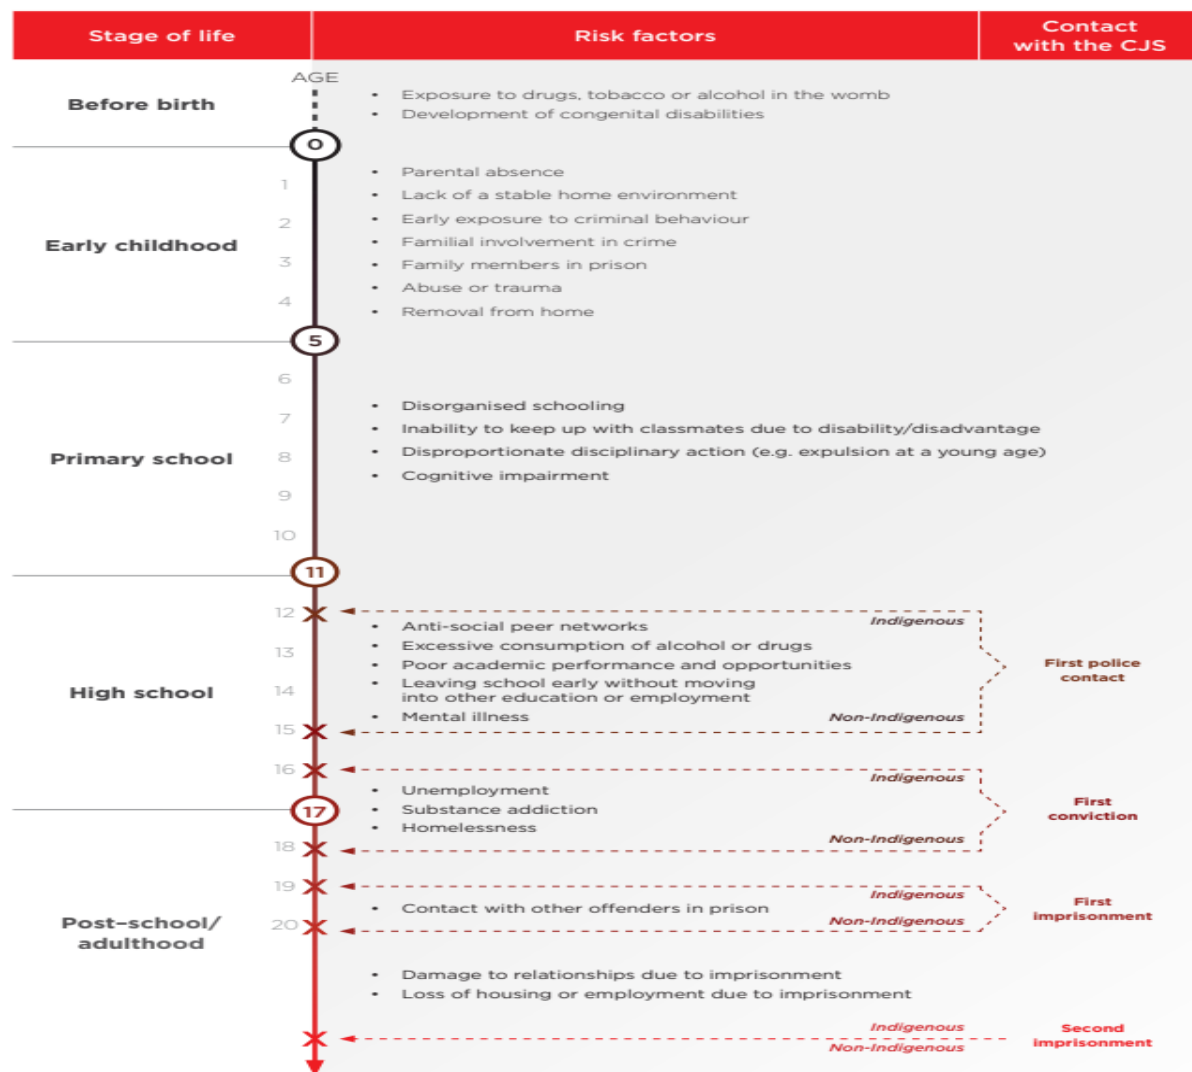 Stage of life
Risk factors
Contact
with the CJS
AGE
Before birth
• Exposure to drugs, tobacco or alcohol in the womb
• Development of congenital disabilities
0
Early childhood
1
2
3
4
• Parental absence
• Lack of a stable home environment
• Early exposure to criminal behaviour
• Familial involvement in crime
• Family members in prison
• Abuse or trauma
• Removal from home
5
Primary school
6
7
8
9
10
• Disorganised schooling
• Inability to keep up with classmates due to disability/disadvantage
• Disproportionate disciplinary action (e.g. expulsion at a young age)
• Cognitive impairment
11
High school
12
13
14
15
16
Indigenous
• Anti-social peer networks
• Excessive consumption of alcohol or drugs
• Poor academic performance and opportunities
• Leaving school early without moving
into other education or employment
• Mental illness
Non-Indigenous
First police
contact
Indigenous
• Unemployment
• Substance addiction
• Homelessness
Non-Indigenous
First
conviction
17
Post-school/
adulthood
18
19
20
Indigenous
• Contact with other offenders in prison
Non-Indigenous
First
imprisonment
• Damage to relationships due to imprisonment
• Loss of housing or employment due to imprisonment
Indigenous
Non-Indigenous
Second
imprisonment